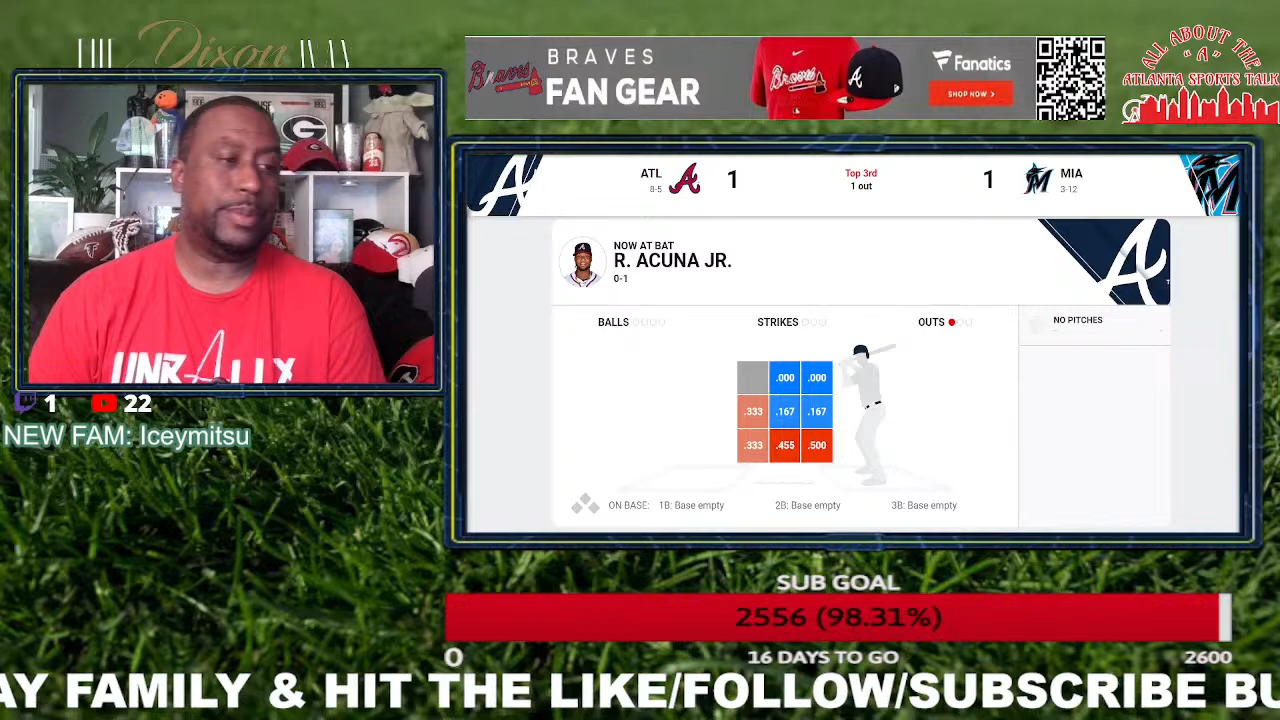 Dixon
BRAVES
FAN GEAR
Braves
Braves
Fanatics
SHOP NOW >
ALL ABOUT THE
"A"
ATLANTA SPORTS TALK
G
UNRALLY
ATL
8-5
1
Top 3rd
1 out
1
MIA
3-12
NOW AT BAT
R. ACUNA JR.
0-1
BALLS
STRIKES
OUTS
NO PITCHES
.000
.000
.333
.167
.167
.333
.455
.500
ON BASE:
1B: Base empty
2B: Base empty
3B: Base empty
1
22
NEW FAM: Iceymitsu
SUB GOAL
2556 (98.31%)
0
16 DAYS TO GO
2600
AY FAMILY & HIT THE LIKE/FOLLOW/SUBSCRIBE BU